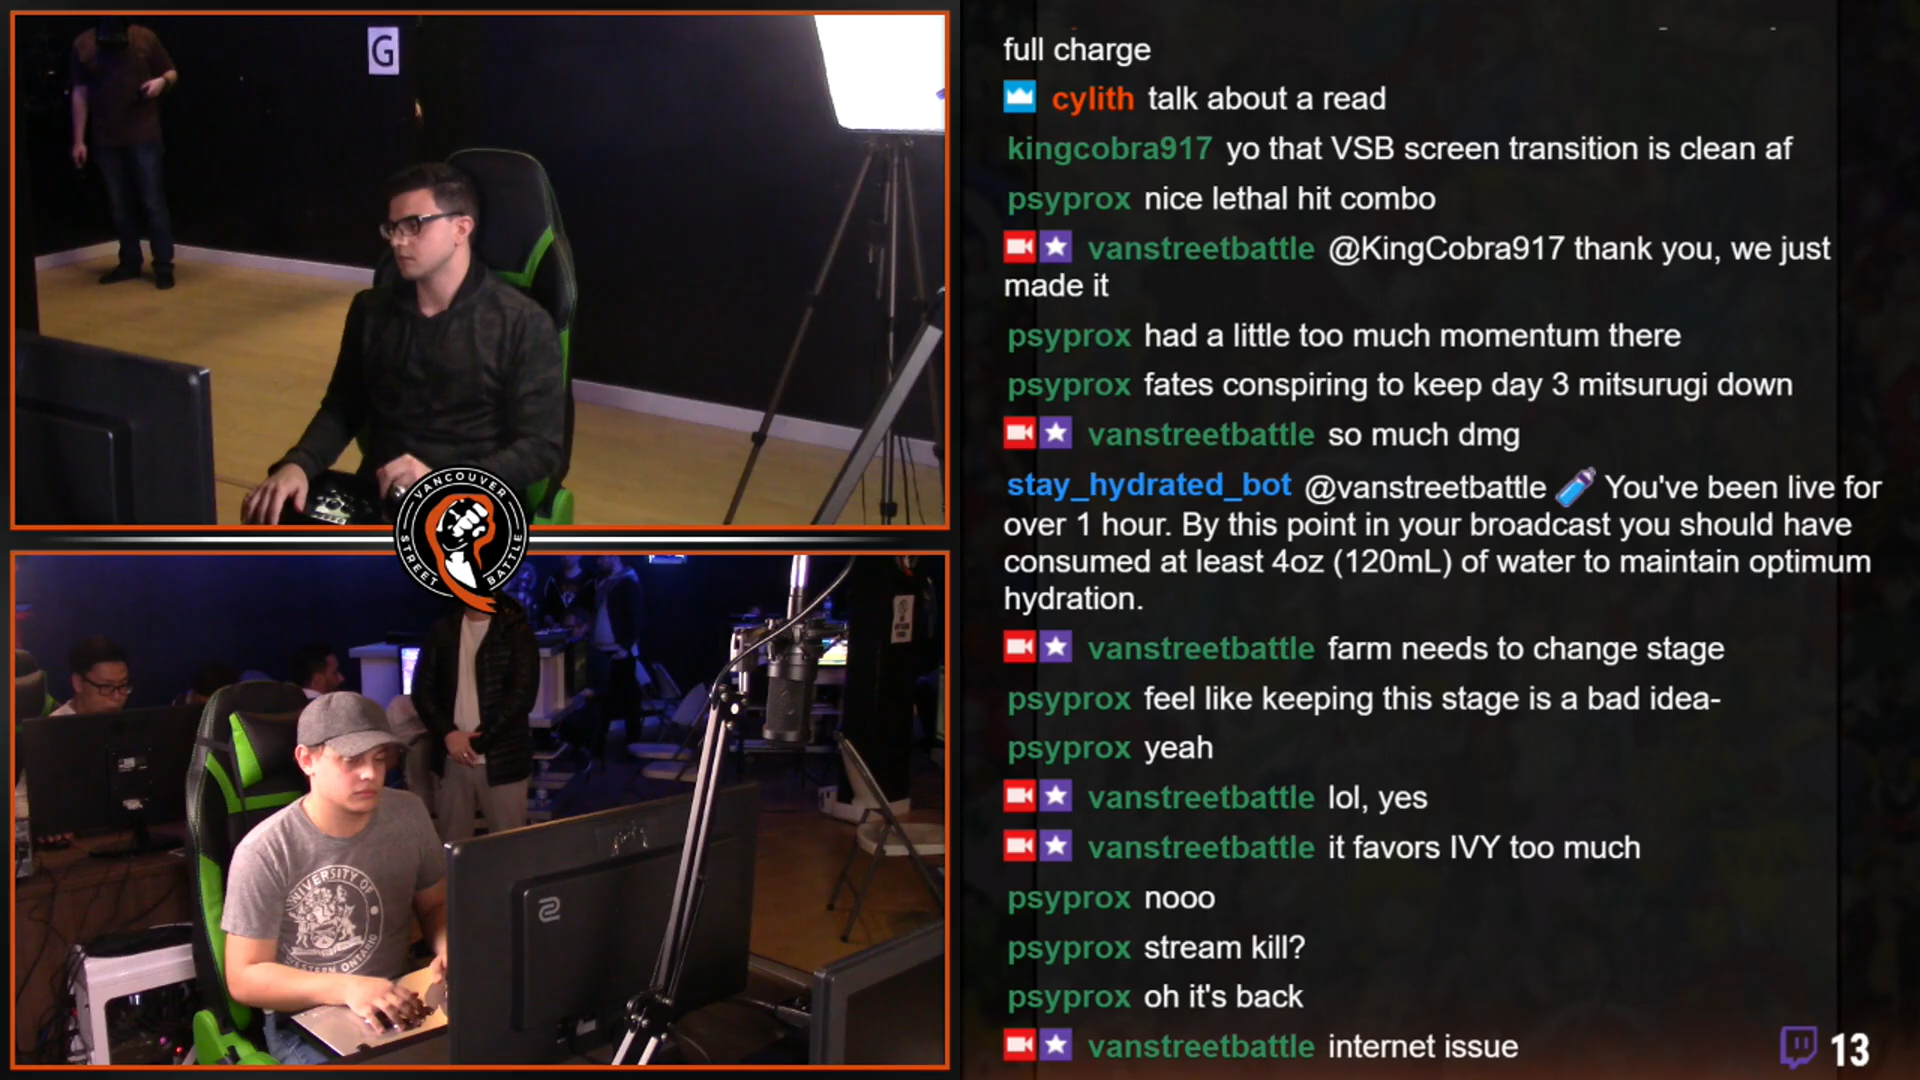 G
VANCOUVER
STREET BATTLE
UNIVERSITY OF
WESTERN ONTARIO
full charge
cylith talk about a read
kingcobra917 yo that VSB screen transition is clean af
psyprox nice lethal hit combo
vanstreetbattle @KingCobra917 thank you, we just
made it
psyprox had a little too much momentum there
psyprox fates conspiring to keep day 3 mitsurugi down
vanstreetbattle so much dmg
stay_hydrated_bot @vanstreetbattle You've been live for
over 1 hour. By this point in your broadcast you should have
consumed at least 4oz (120mL) of water to maintain optimum
hydration.
vanstreetbattle farm needs to change stage
psyprox feel like keeping this stage is a bad idea-
psyprox yeah
vanstreetbattle lol, yes
vanstreetbattle it favors IVY too much
psyprox nooo
psyprox stream kill?
psyprox oh it's back
vanstreetbattle internet issue
13